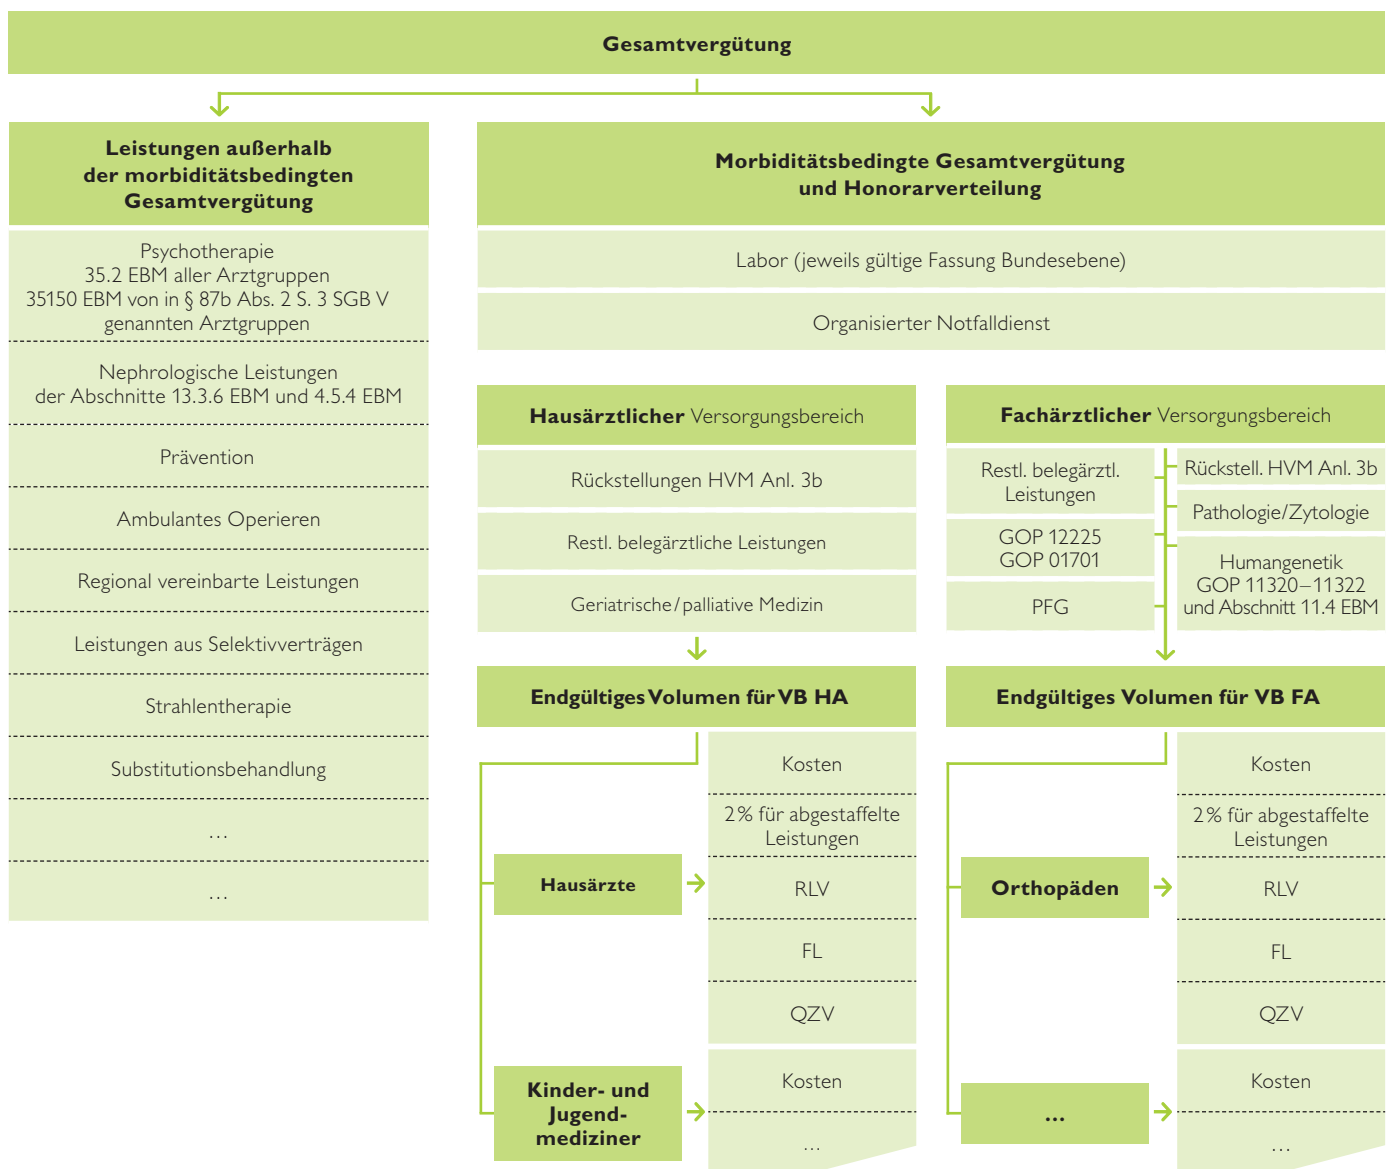 Gesamtvergütung
Leistungen außerhalb
der morbiditätsbedingten
Gesamtvergütung
Psychotherapie
35.2 EBM aller Arztgruppen
35150 EBM von in § 87b Abs. 2 S. 3 SGB V
genannten Arztgruppen
Nephrologische Leistungen
der Abschnitte 13.3.6 EBM und 4.5.4 EBM
Prävention
Ambulantes Operieren
Regional vereinbarte Leistungen
Leistungen aus Selektivverträgen
Strahlentherapie
Substitutionsbehandlung
…
…
Morbiditätsbedingte Gesamtvergütung
und Honorarverteilung
Labor (jeweils gültige Fassung Bundesebene)
Organisierter Notfalldienst
Hausärztlicher Versorgungsbereich
Rückstellungen HVM Anl. 3b
Restl. belegärztliche Leistungen
Geriatrische/palliative Medizin
Endgültiges Volumen für VB HA
Kosten
2% für abgestaffelte
Leistungen
Hausärzte
RLV
FL
QZV
Kinder- und
Jugend-
mediziner
Kosten
…
Fachärztlicher Versorgungsbereich
Restl. belegärztl.
Leistungen
GOP 12225
GOP 01701
PFG
Rückstell. HVM Anl. 3b
Pathologie/Zytologie
Humangenetik
GOP 11320–11322
und Abschnitt 11.4 EBM
Endgültiges Volumen für VB FA
Kosten
2% für abgestaffelte
Leistungen
Orthopäden
RLV
FL
QZV
…
Kosten
…